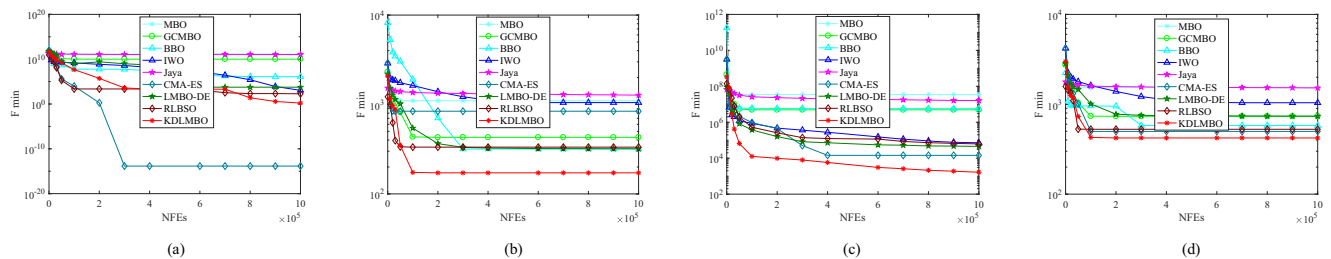 10^20
10^10
10^0
10^-10
10^-20
F min
0 2 4 6 8 10
NFEs
×10^5
MBO
GCMBO
BBO
IWO
Jaya
CMA-ES
LMBO-DE
RLBSO
KDLMBO
(a)
10^4
10^3
10^2
F min
0 2 4 6 8 10
NFEs
×10^5
MBO
GCMBO
BBO
IWO
Jaya
CMA-ES
LMBO-DE
RLBSO
KDLMBO
(b)
10^12
10^10
10^8
10^6
10^4
10^2
F min
0 2 4 6 8 10
NFEs
×10^5
MBO
GCMBO
BBO
IWO
Jaya
CMA-ES
LMBO-DE
RLBSO
KDLMBO
(c)
10^4
10^3
10^2
F min
0 2 4 6 8 10
NFEs
×10^5
MBO
GCMBO
BBO
IWO
Jaya
CMA-ES
LMBO-DE
RLBSO
KDLMBO
(d)